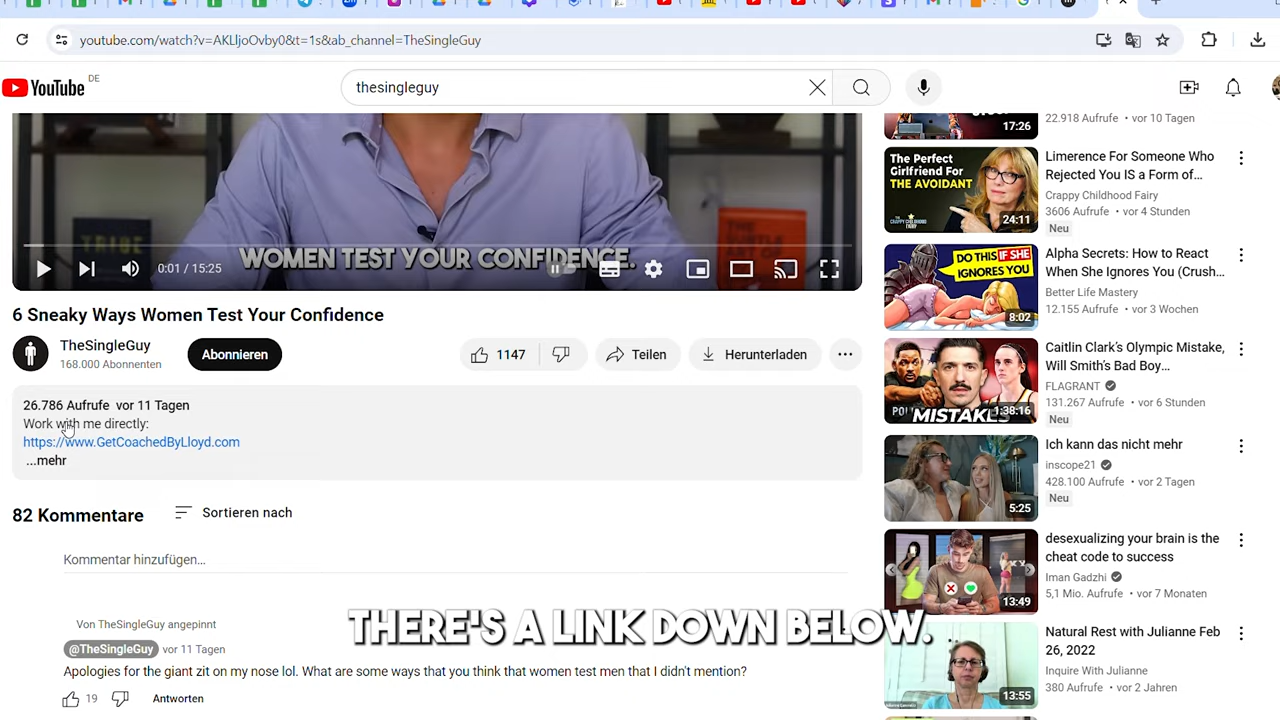 youtube.com/watch?v=AKLljoOvby0&t=1s&ab_channel=TheSingleGuy
YouTube DE
thesingleguy
WOMEN TEST YOUR CONFIDENCE.
0:01 / 15:25
6 Sneaky Ways Women Test Your Confidence
TheSingleGuy
168.000 Abonnenten
Abonnieren
1147
Teilen
Herunterladen
26.786 Aufrufe vor 11 Tagen
Work with me directly:
https://www.GetCoachedByLloyd.com
...mehr
82 Kommentare
Sortieren nach
Kommentar hinzufügen...
THERE'S A LINK DOWN BELOW.
Von TheSingleGuy angepinnt
@TheSingleGuy vor 11 Tagen
Apologies for the giant zit on my nose lol. What are some ways that you think that women test men that I didn't mention?
19
Antworten
17:26
22.918 Aufrufe • vor 10 Tagen
The Perfect
Girlfriend For
THE AVOIDANT
24:11
Limerence For Someone Who
Rejected You IS a Form of...
Crappy Childhood Fairy
3606 Aufrufe • vor 4 Stunden
Neu
DO THIS IF SHE
IGNORES YOU
8:02
Alpha Secrets: How to React
When She Ignores You (Crush...
Better Life Mastery
12.155 Aufrufe • vor 3 Wochen
MISTAKES
1:38:16
Caitlin Clark's Olympic Mistake,
Will Smith's Bad Boy...
FLAGRANT
131.267 Aufrufe • vor 6 Stunden
Neu
5:25
Ich kann das nicht mehr
inscope21
428.100 Aufrufe • vor 2 Tagen
Neu
13:49
desexualizing your brain is the
cheat code to success
Iman Gadzhi
5,1 Mio. Aufrufe • vor 7 Monaten
13:55
Natural Rest with Julianne Feb
26, 2022
Inquire With Julianne
380 Aufrufe • vor 2 Jahren